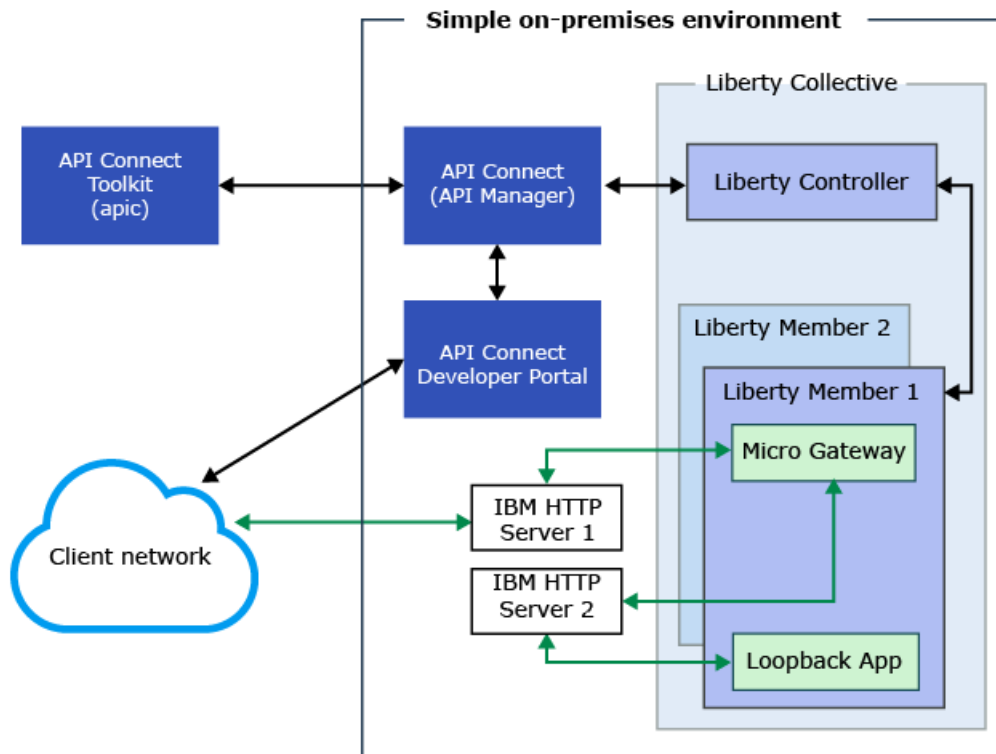 Simple on-premises environment
Liberty Collective
API Connect
Toolkit
(apic)
API Connect
(API Manager)
Liberty Controller
API Connect
Developer Portal
Liberty Member 2
Liberty Member 1
Micro Gateway
IBM HTTP
Server 1
Client network
IBM HTTP
Server 2
Loopback App